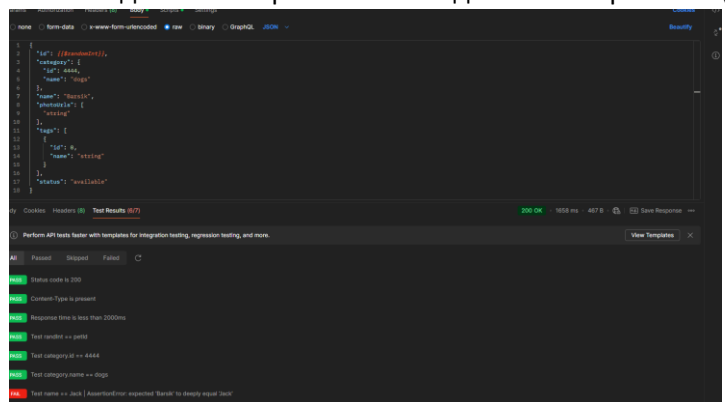 Params Authorization Headers (8) Body Scripts Settings Cookies
none form-data x-www-form-urlencoded raw binary GraphQL JSON Beautify
1 {
2 "id": {{$randomInt}},
3 "category": {
4 "id": 4444,
5 "name": "dogs"
6 },
7 "name": "Barsik",
8 "photoUrls": [
9 "string"
10 ],
11 "tags": [
12 {
13 "id": 0,
14 "name": "string"
15 }
16 ],
17 "status": "available"
18 }
dy Cookies Headers (8) Test Results (6/7) 200 OK 1658 ms 467 B Save Response
Perform API tests faster with templates for integration testing, regression testing, and more. View Templates
All Passed Skipped Failed
PASS Status code is 200
PASS Content-Type is present
PASS Response time is less than 2000ms
PASS Test randInt == petId
PASS Test category.id == 4444
PASS Test category.name == dogs
FAIL Test name == Jack | AssertionError: expected 'Barsik' to deeply equal 'Jack'